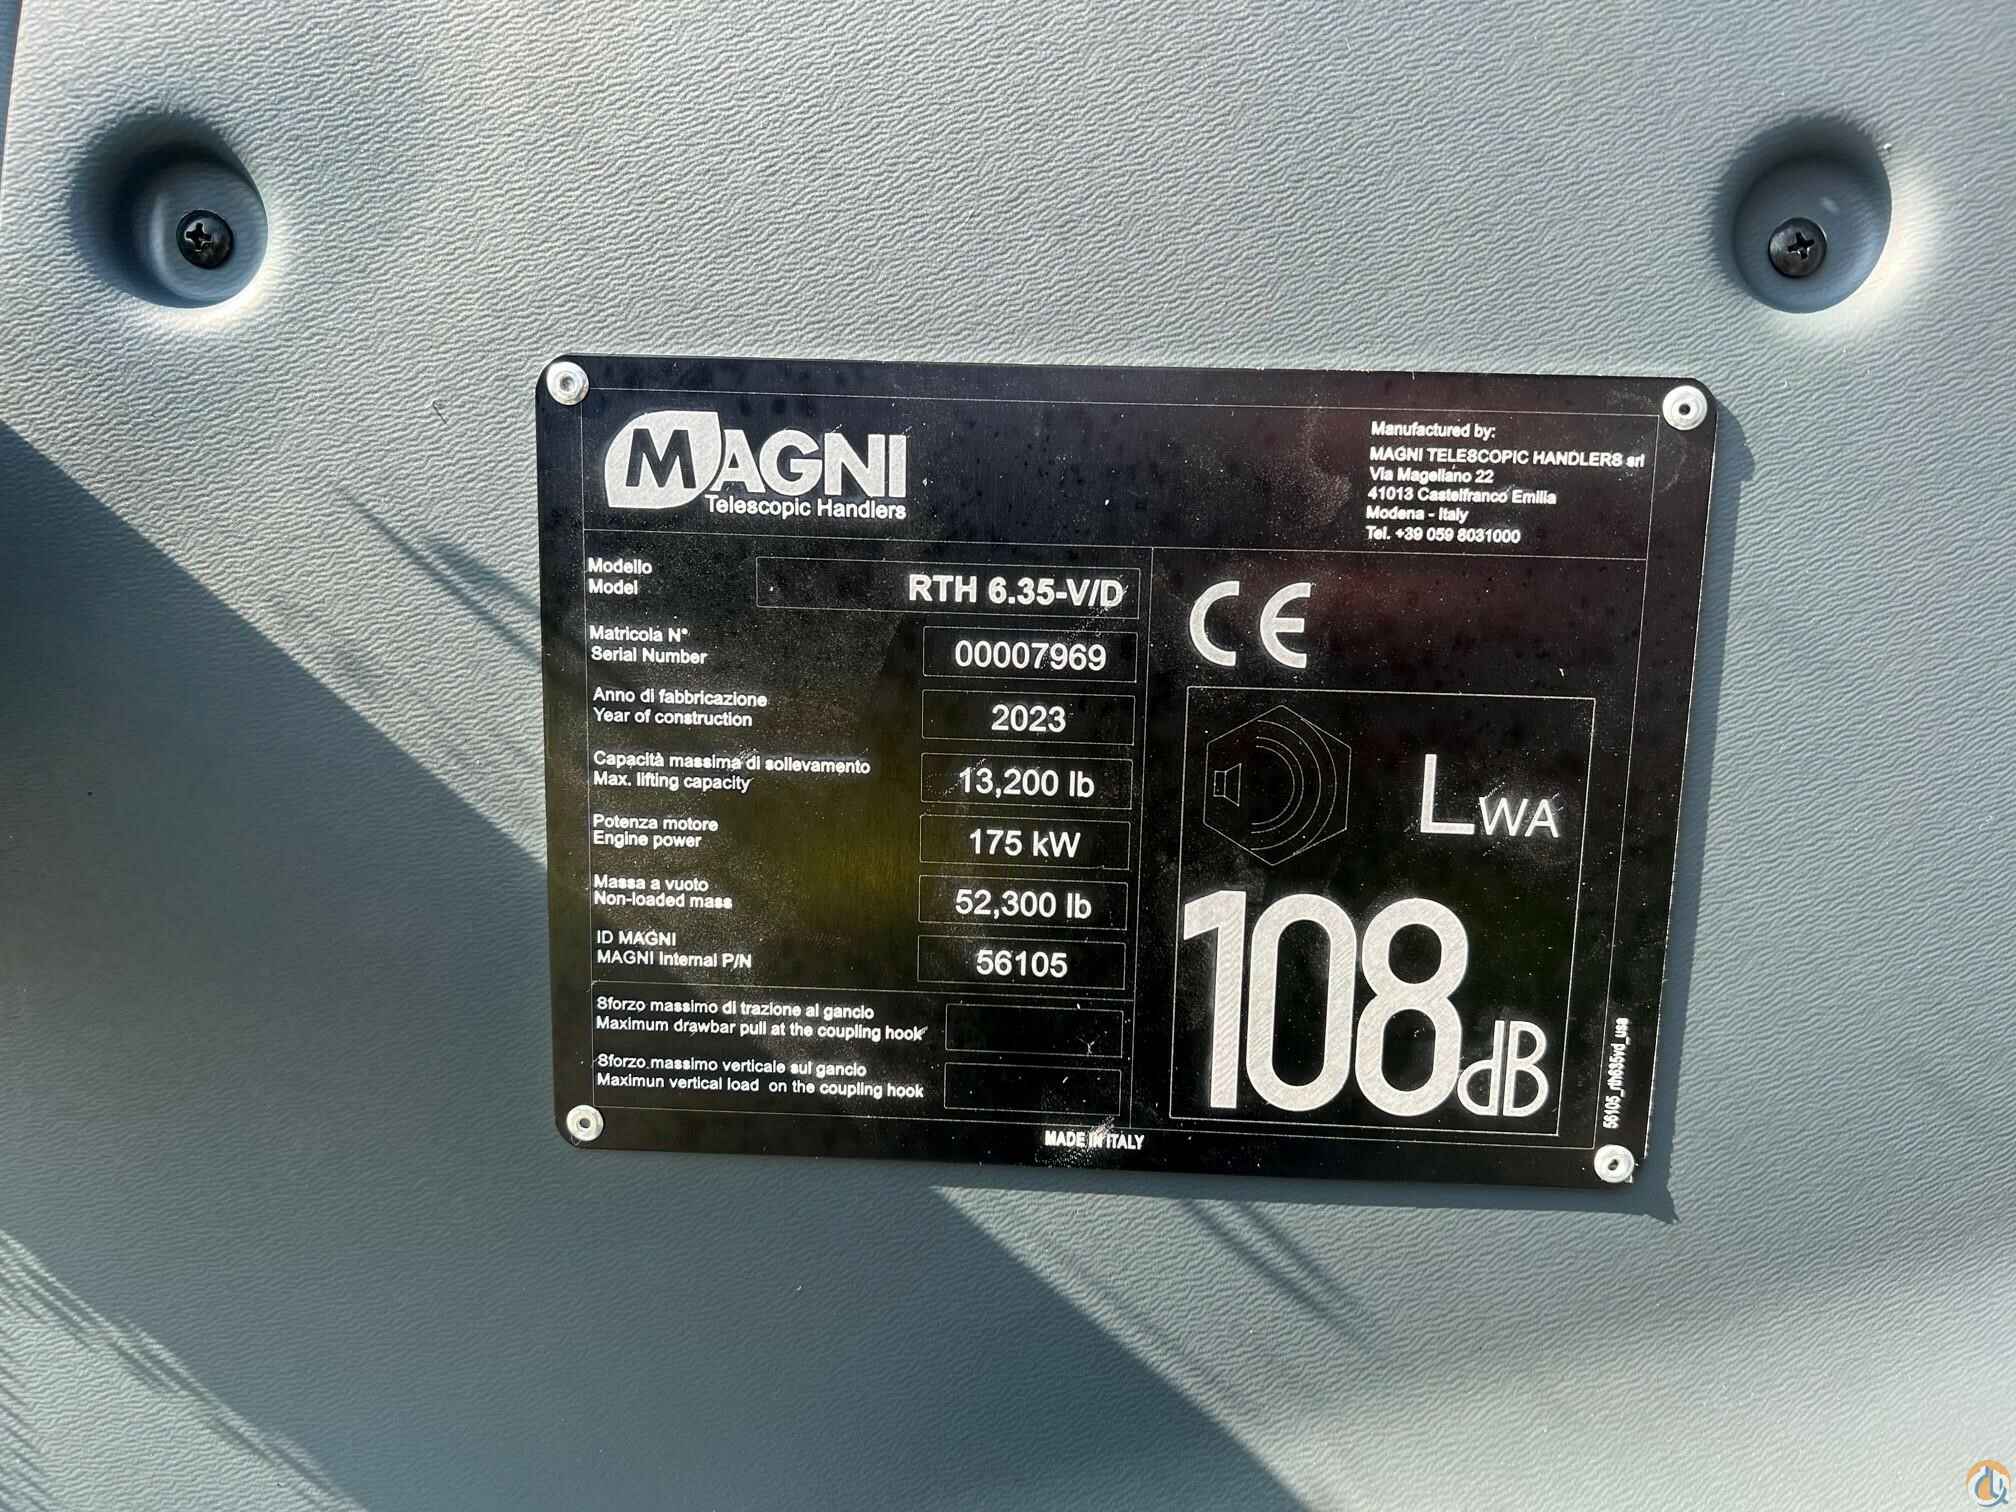 MAGNI
Telescopic Handlers
Manufactured by:
MAGNI TELESCOPIC HANDLERS srl
Via Magellano 22
41013 Castelfranco Emilia
Modena - Italy
Tel. +39 059 8031000
Modello
Model
RTH 6.35-V/D
Matricola N°
Serial Number
00007969
Anno di fabbricazione
Year of construction
2023
Capacità massima di sollevamento
Max. lifting capacity
13,200 lb
Potenza motore
Engine power
175 kW
Massa a vuoto
Non-loaded mass
52,300 lb
ID MAGNI
MAGNI Internal P/N
56105
Sforzo massimo di trazione al gancio
Maximum drawbar pull at the coupling hook
Sforzo massimo verticale sul gancio
Maximun vertical load on the coupling hook
CE
LWA
108dB
56105_rth635vd_usa
MADE IN ITALY